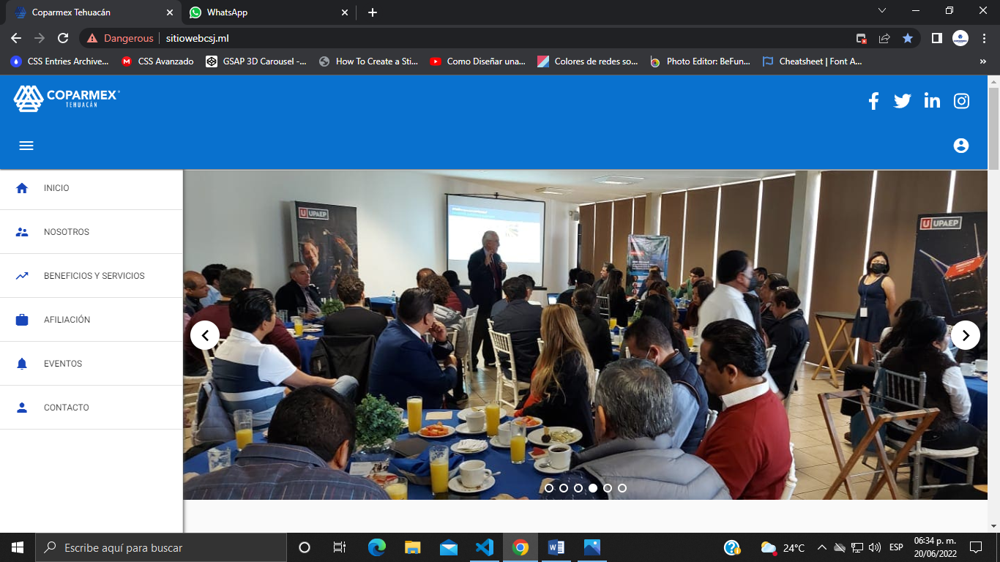 Coparmex Tehuacán
WhatsApp
Dangerous
sitiowebcsj.ml
CSS Entries Archive...
CSS Avanzado
GSAP 3D Carousel -...
How To Create a Sti...
Como Diseñar una...
Colores de redes so...
Photo Editor: BeFun...
Cheatsheet | Font A...
COPARMEX
TEHUACÁN
INICIO
NOSOTROS
BENEFICIOS Y SERVICIOS
AFILIACIÓN
EVENTOS
CONTACTO
U UPAEP
U UPAEP
Escribe aquí para buscar
24°C
ESP
06:34 p. m.
20/06/2022